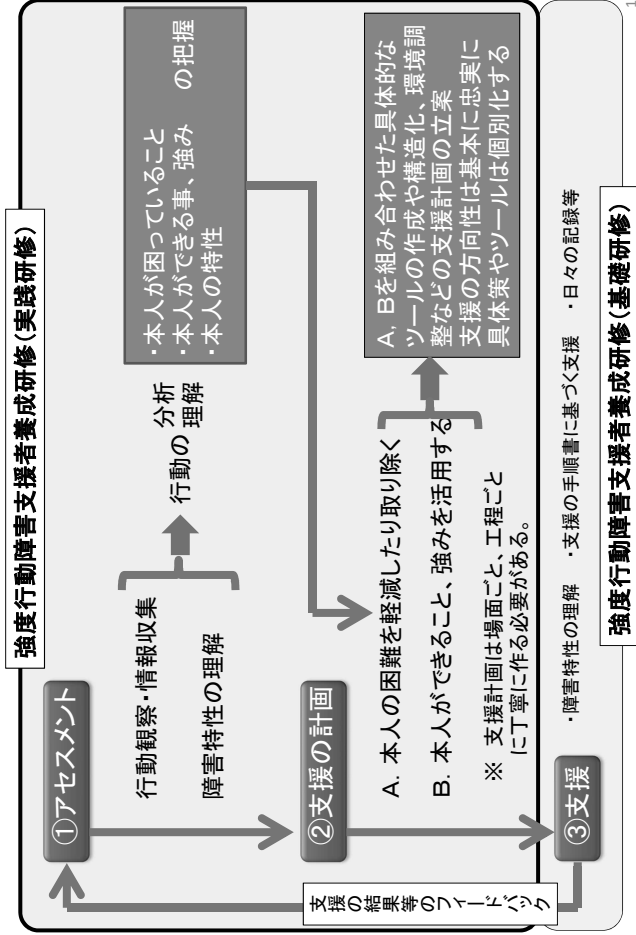 強度行動障害支援者養成研修(実践研修)
①アセスメント
行動観察・情報収集
障害特性の理解
行動の
分析
理解
・本人が困っていること
・本人ができる事、強み
・本人の特性
の把握
②支援の計画
A. 本人の困難を軽減したり取り除く
B. 本人ができること、強みを活用する
※ 支援計画は場面ごと、工程ごと
に丁寧に作る必要がある。
A, Bを組み合わせた具体的な
ツールの作成や構造化、環境調
整などの支援計画の立案
支援の方向性は基本に忠実に
具体策やツールは個別化する
支援の結果等のフィードバック
③支援
・障害特性の理解 ・支援の手順書に基づく支援 ・日々の記録等
強度行動障害支援者養成研修(基礎研修)
1